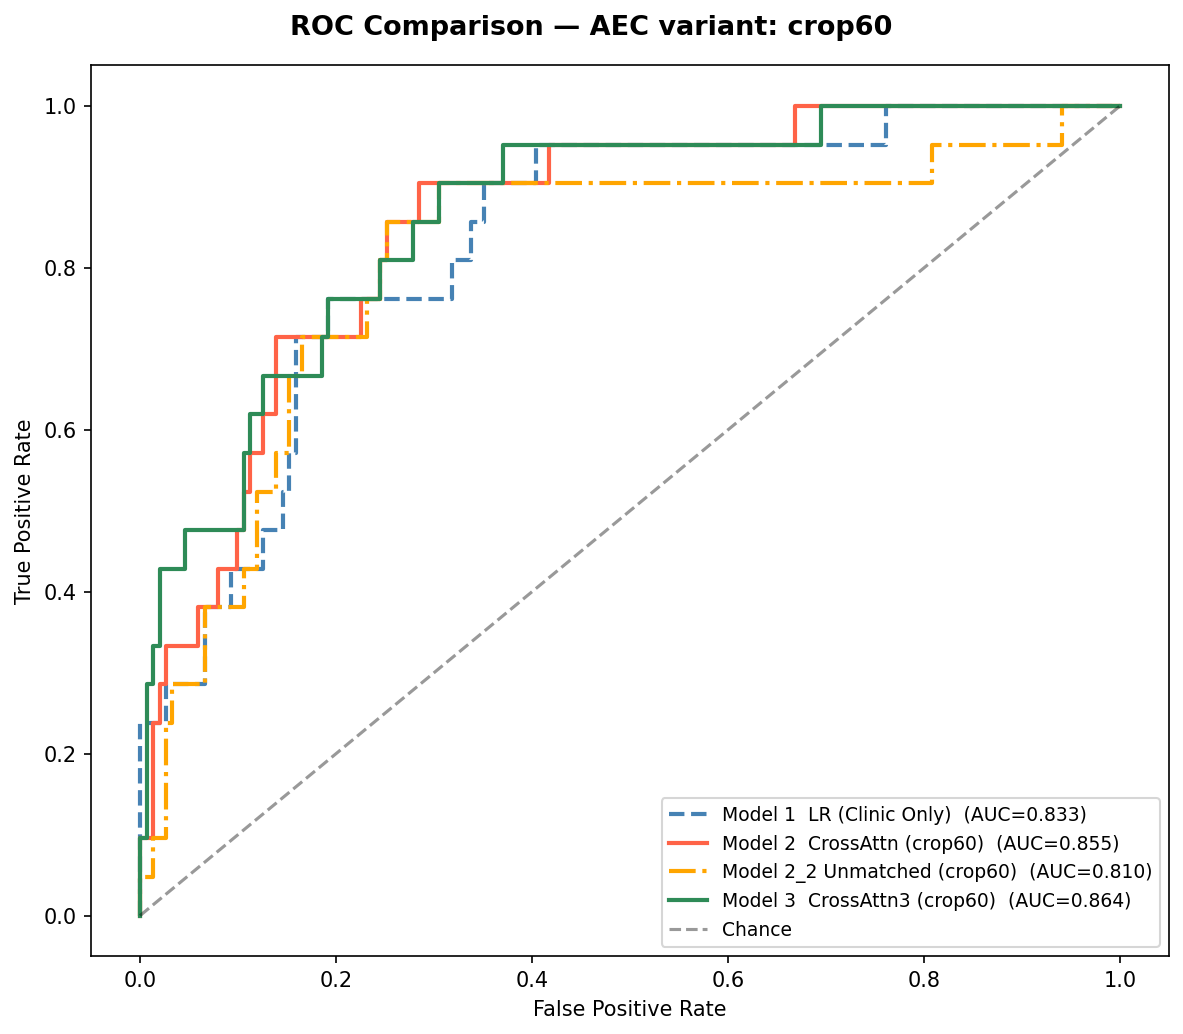 ROC Comparison — AEC variant: crop60
1.0
0.8
0.6
0.4
0.2
0.0
True Positive Rate
0.0 0.2 0.4 0.6 0.8 1.0
False Positive Rate
Model 1 LR (Clinic Only) (AUC=0.833)
Model 2 CrossAttn (crop60) (AUC=0.855)
Model 2_2 Unmatched (crop60) (AUC=0.810)
Model 3 CrossAttn3 (crop60) (AUC=0.864)
Chance